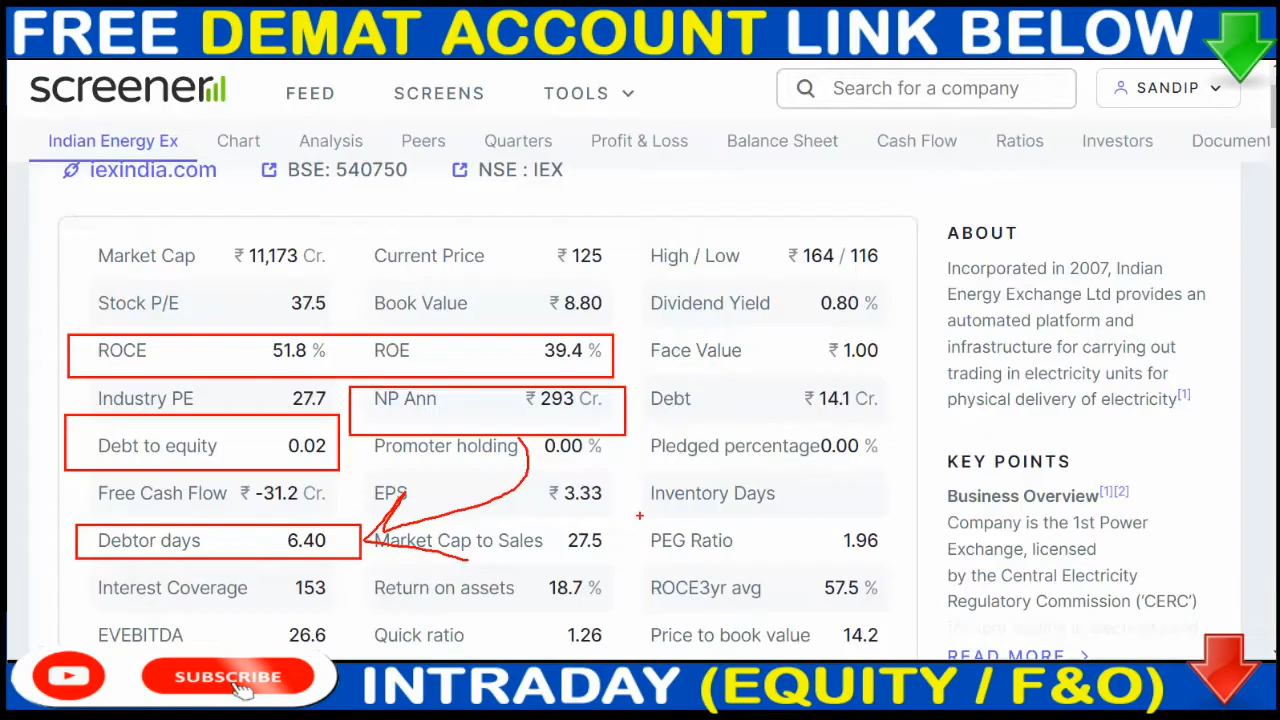 FREE DEMAT ACCOUNT LINK BELOW
screener
FEED SCREENS TOOLS
Search for a company
SANDIP
Indian Energy Ex Chart Analysis Peers Quarters Profit & Loss Balance Sheet Cash Flow Ratios Investors Document
iexindia.com BSE: 540750 NSE : IEX
Market Cap ₹ 11,173 Cr. Current Price ₹ 125 High / Low ₹ 164 / 116
Stock P/E 37.5 Book Value ₹ 8.80 Dividend Yield 0.80 %
ROCE 51.8 % ROE 39.4 % Face Value ₹ 1.00
Industry PE 27.7 NP Ann ₹ 293 Cr. Debt ₹ 14.1 Cr.
Debt to equity 0.02 Promoter holding 0.00 % Pledged percentage 0.00 %
Free Cash Flow ₹ -31.2 Cr. EPS ₹ 3.33 Inventory Days
Debtor days 6.40 Market Cap to Sales 27.5 PEG Ratio 1.96
Interest Coverage 153 Return on assets 18.7 % ROCE3yr avg 57.5 %
EVEBITDA 26.6 Quick ratio 1.26 Price to book value 14.2
ABOUT
Incorporated in 2007, Indian
Energy Exchange Ltd provides an
automated platform and
infrastructure for carrying out
trading in electricity units for
physical delivery of electricity[1]
KEY POINTS
Business Overview[1][2]
Company is the 1st Power
Exchange, licensed
by the Central Electricity
Regulatory Commission ('CERC')
READ MORE
SUBSCRIBE
INTRADAY (EQUITY / F&O)